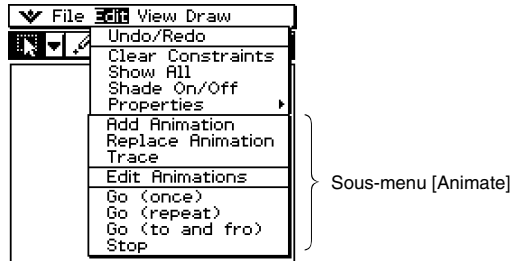 File Edit View Draw
Undo/Redo
Clear Constraints
Show All
Shade On/Off
Properties
Add Animation
Replace Animation
Trace
Edit Animations
Go (once)
Go (repeat)
Go (to and fro)
Stop
Sous-menu [Animate]